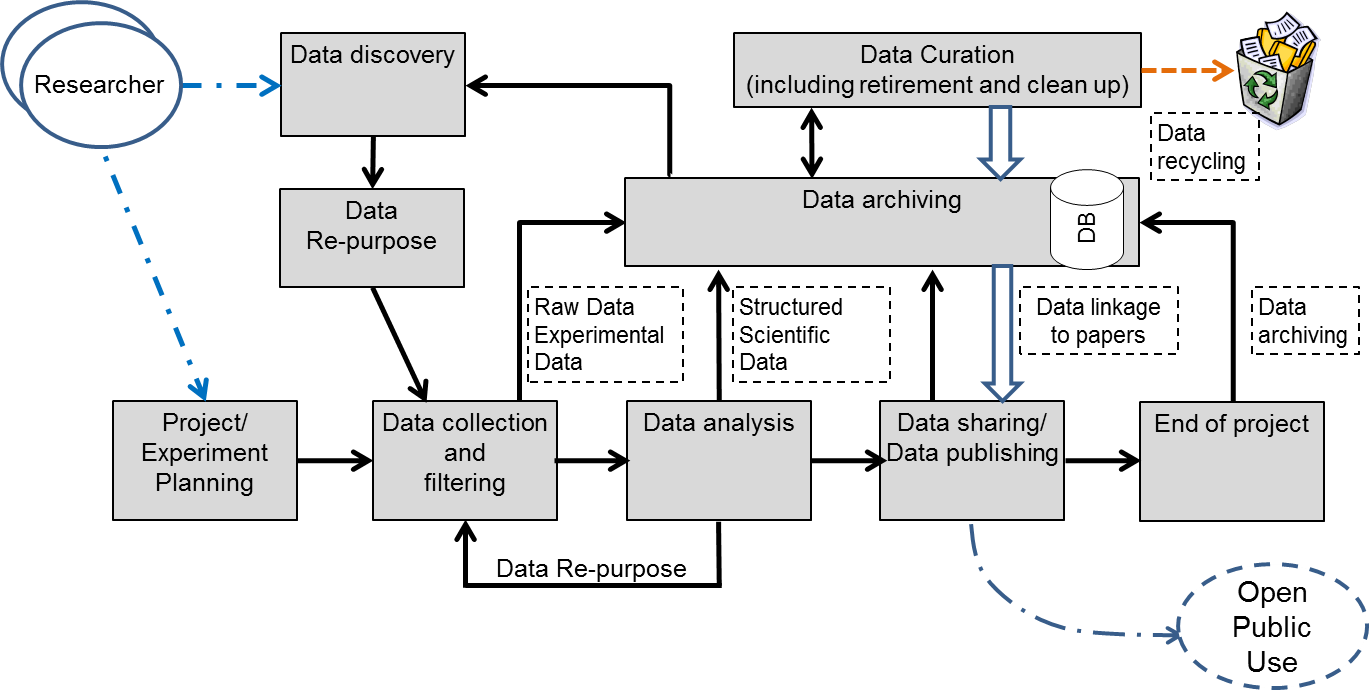 Researcher
Data discovery
Data Curation
(including retirement and clean up)
Data
recycling
Data
Re-purpose
Data archiving
DB
Raw Data
Experimental
Data
Structured
Scientific
Data
Data linkage
to papers
Data
archiving
Project/
Experiment
Planning
Data collection
and
filtering
Data analysis
Data sharing/
Data publishing
End of project
Data Re-purpose
Open
Public
Use